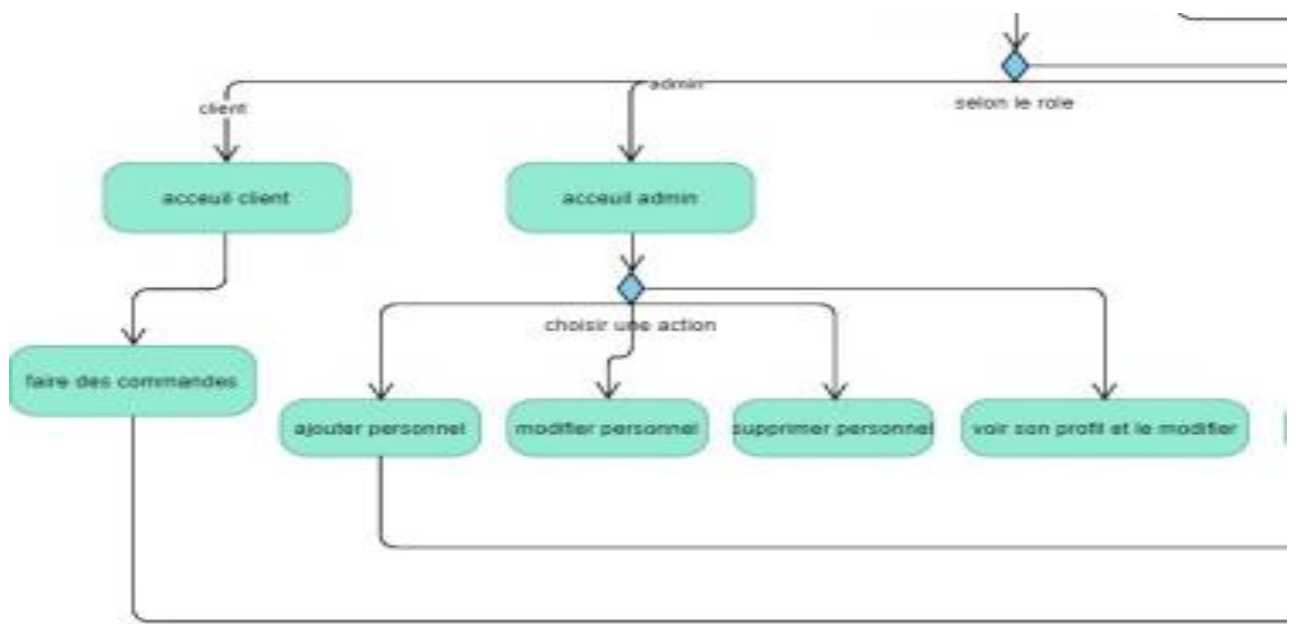 admin
client
selon le role
acceuil client
acceuil admin
choisir une action
faire des commandes
ajouter personnel
modifier personnel
supprimer personnel
voir son profil et le modifier